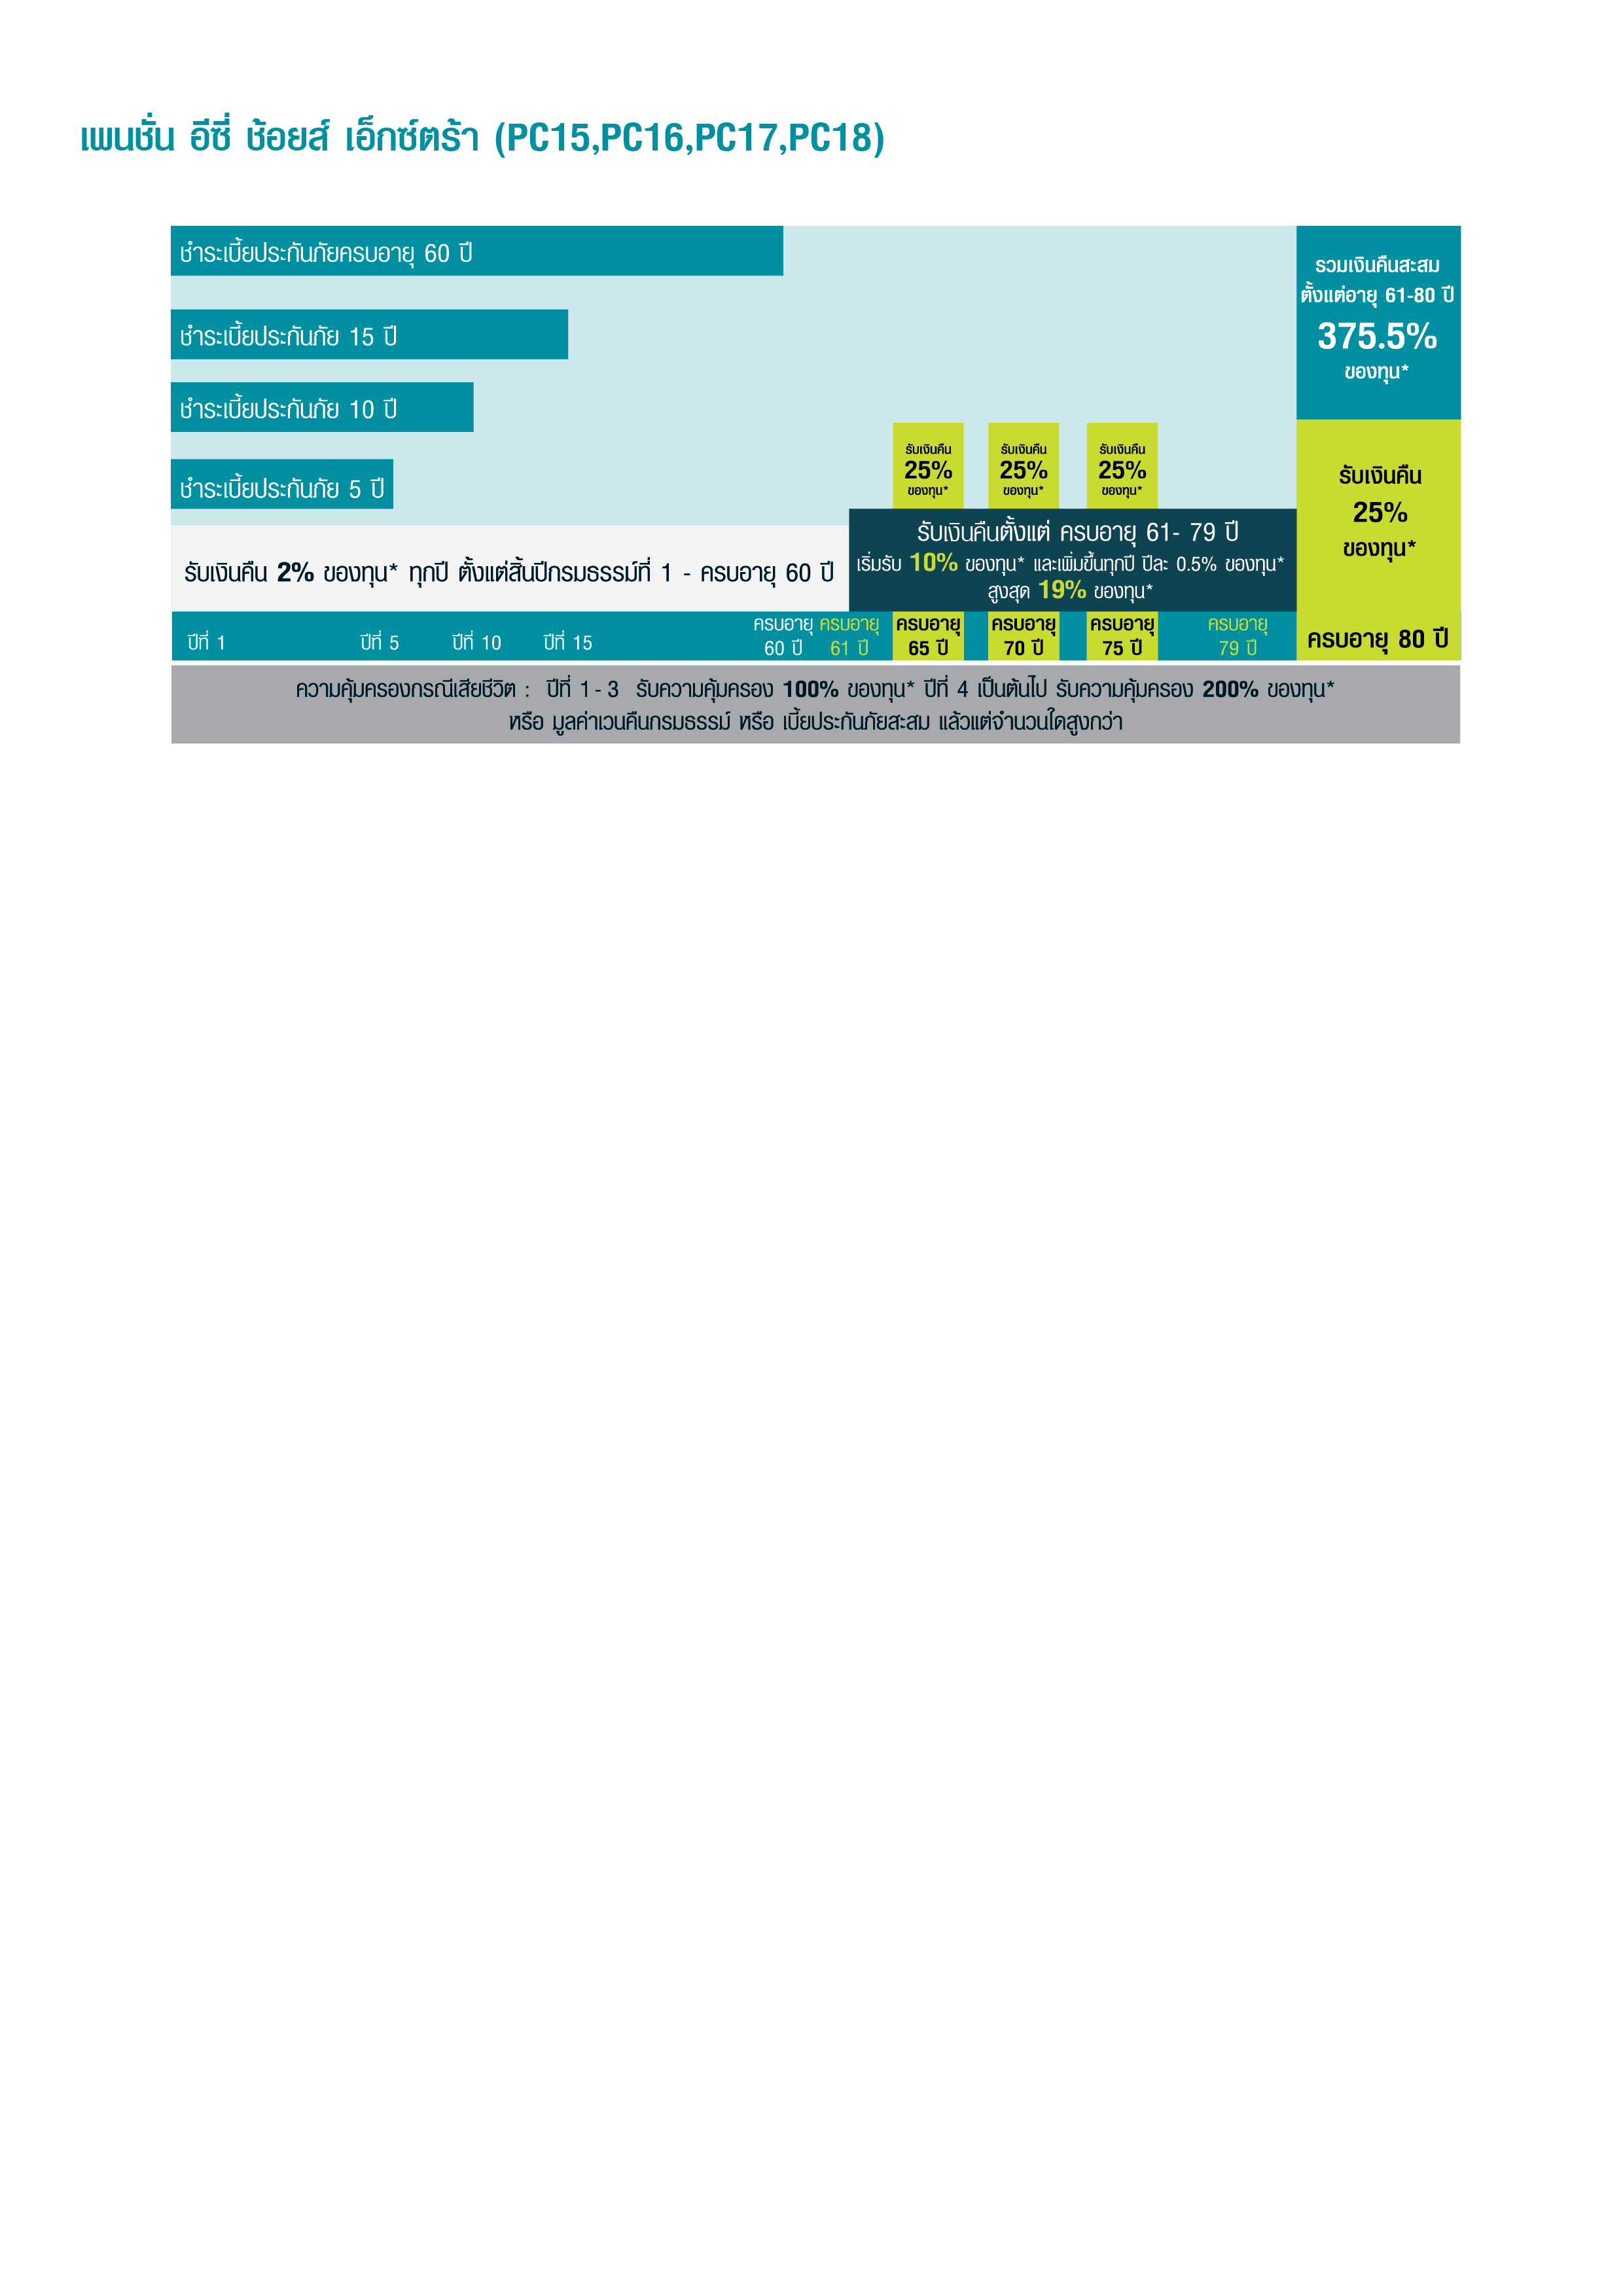 เพนชั่น อีซี่ ช้อยส์ เอ็กซ์ตร้า (PC15,PC16,PC17,PC18)
ชำระเบี้ยประกันภัยครบอายุ 60 ปี
ชำระเบี้ยประกันภัย 15 ปี
ชำระเบี้ยประกันภัย 10 ปี
ชำระเบี้ยประกันภัย 5 ปี
รวมเงินคืนสะสม
ตั้งแต่อายุ 61-80 ปี
375.5%
ของทุน*
รับเงินคืน
25%
ของทุน*
รับเงินคืน
25%
ของทุน*
รับเงินคืน
25%
ของทุน*
รับเงินคืน
25%
ของทุน*
รับเงินคืน 2% ของทุน* ทุกปี ตั้งแต่สิ้นปีกรมธรรม์ที่ 1 - ครบอายุ 60 ปี
รับเงินคืนตั้งแต่ ครบอายุ 61- 79 ปี
เริ่มรับ 10% ของทุน* และเพิ่มขึ้นทุกปี ปีละ 0.5% ของทุน*
สูงสุด 19% ของทุน*
ปีที่ 1
ปีที่ 5
ปีที่ 10
ปีที่ 15
ครบอายุ
60 ปี
ครบอายุ
61 ปี
ครบอายุ
65 ปี
ครบอายุ
70 ปี
ครบอายุ
75 ปี
ครบอายุ
79 ปี
ครบอายุ 80 ปี
ความคุ้มครองกรณีเสียชีวิต : ปีที่ 1 - 3 รับความคุ้มครอง 100% ของทุน* ปีที่ 4 เป็นต้นไป รับความคุ้มครอง 200% ของทุน*
หรือ มูลค่าเวนคืนกรมธรรม์ หรือ เบี้ยประกันภัยสะสม แล้วแต่จำนวนใดสูงกว่า